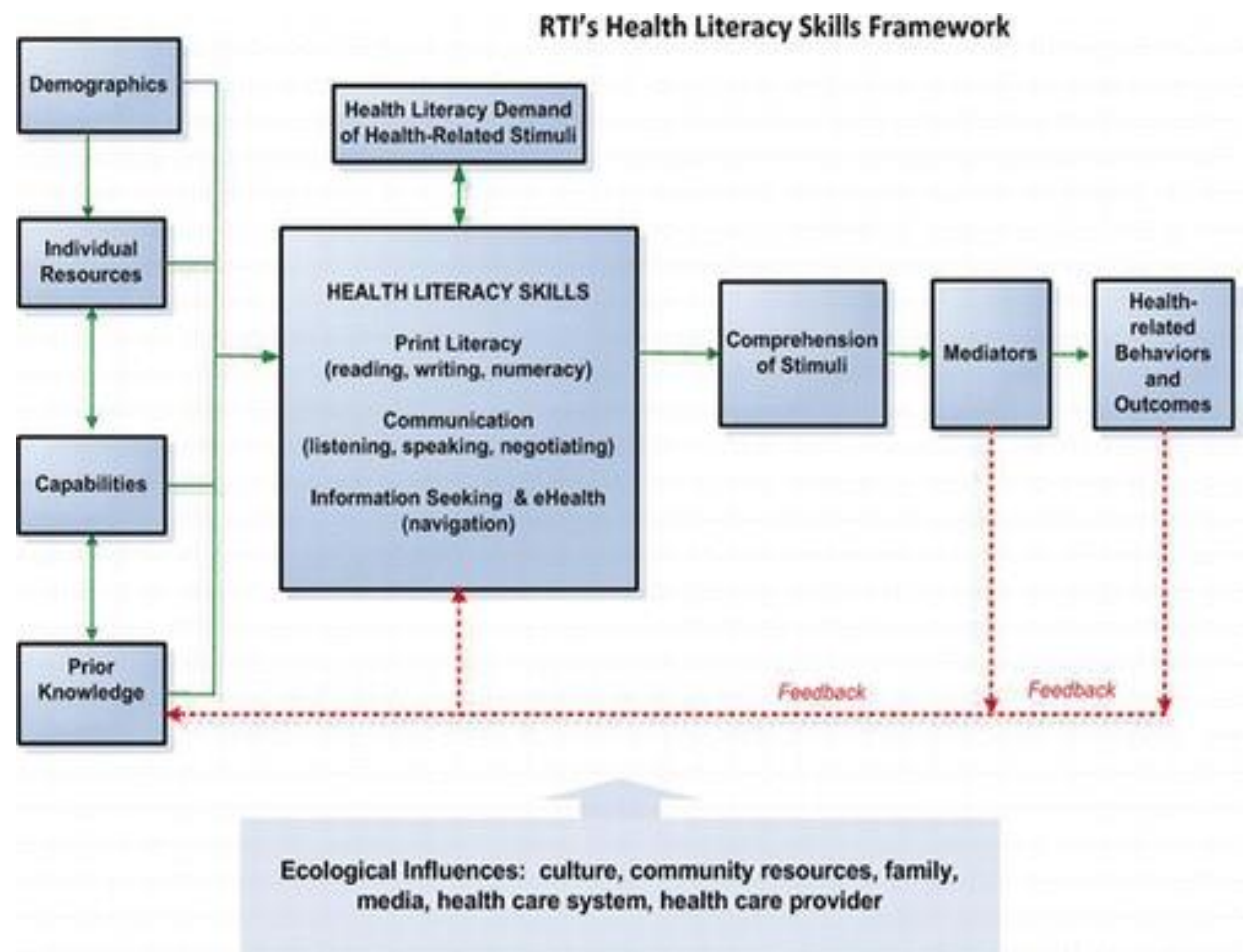 RTI's Health Literacy Skills Framework
Demographics
Health Literacy Demand
of Health-Related Stimuli
Individual
Resources
HEALTH LITERACY SKILLS
Print Literacy
(reading, writing, numeracy)
Communication
(listening, speaking, negotiating)
Information Seeking & eHealth
(navigation)
Comprehension
of Stimuli
Mediators
Health-
related
Behaviors
and
Outcomes
Capabilities
Prior
Knowledge
Feedback
Feedback
Ecological Influences: culture, community resources, family,
media, health care system, health care provider